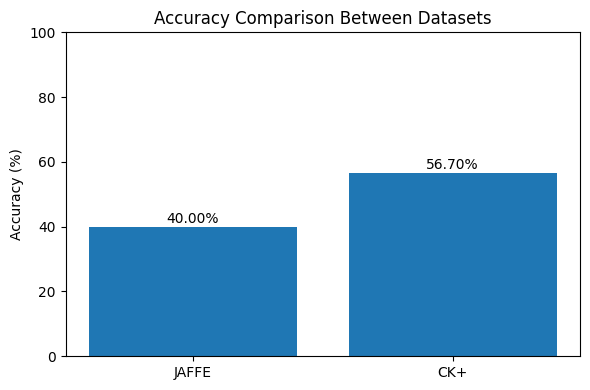 Accuracy Comparison Between Datasets
100
80
60
40
20
0
Accuracy (%)
40.00%
56.70%
JAFFE
CK+